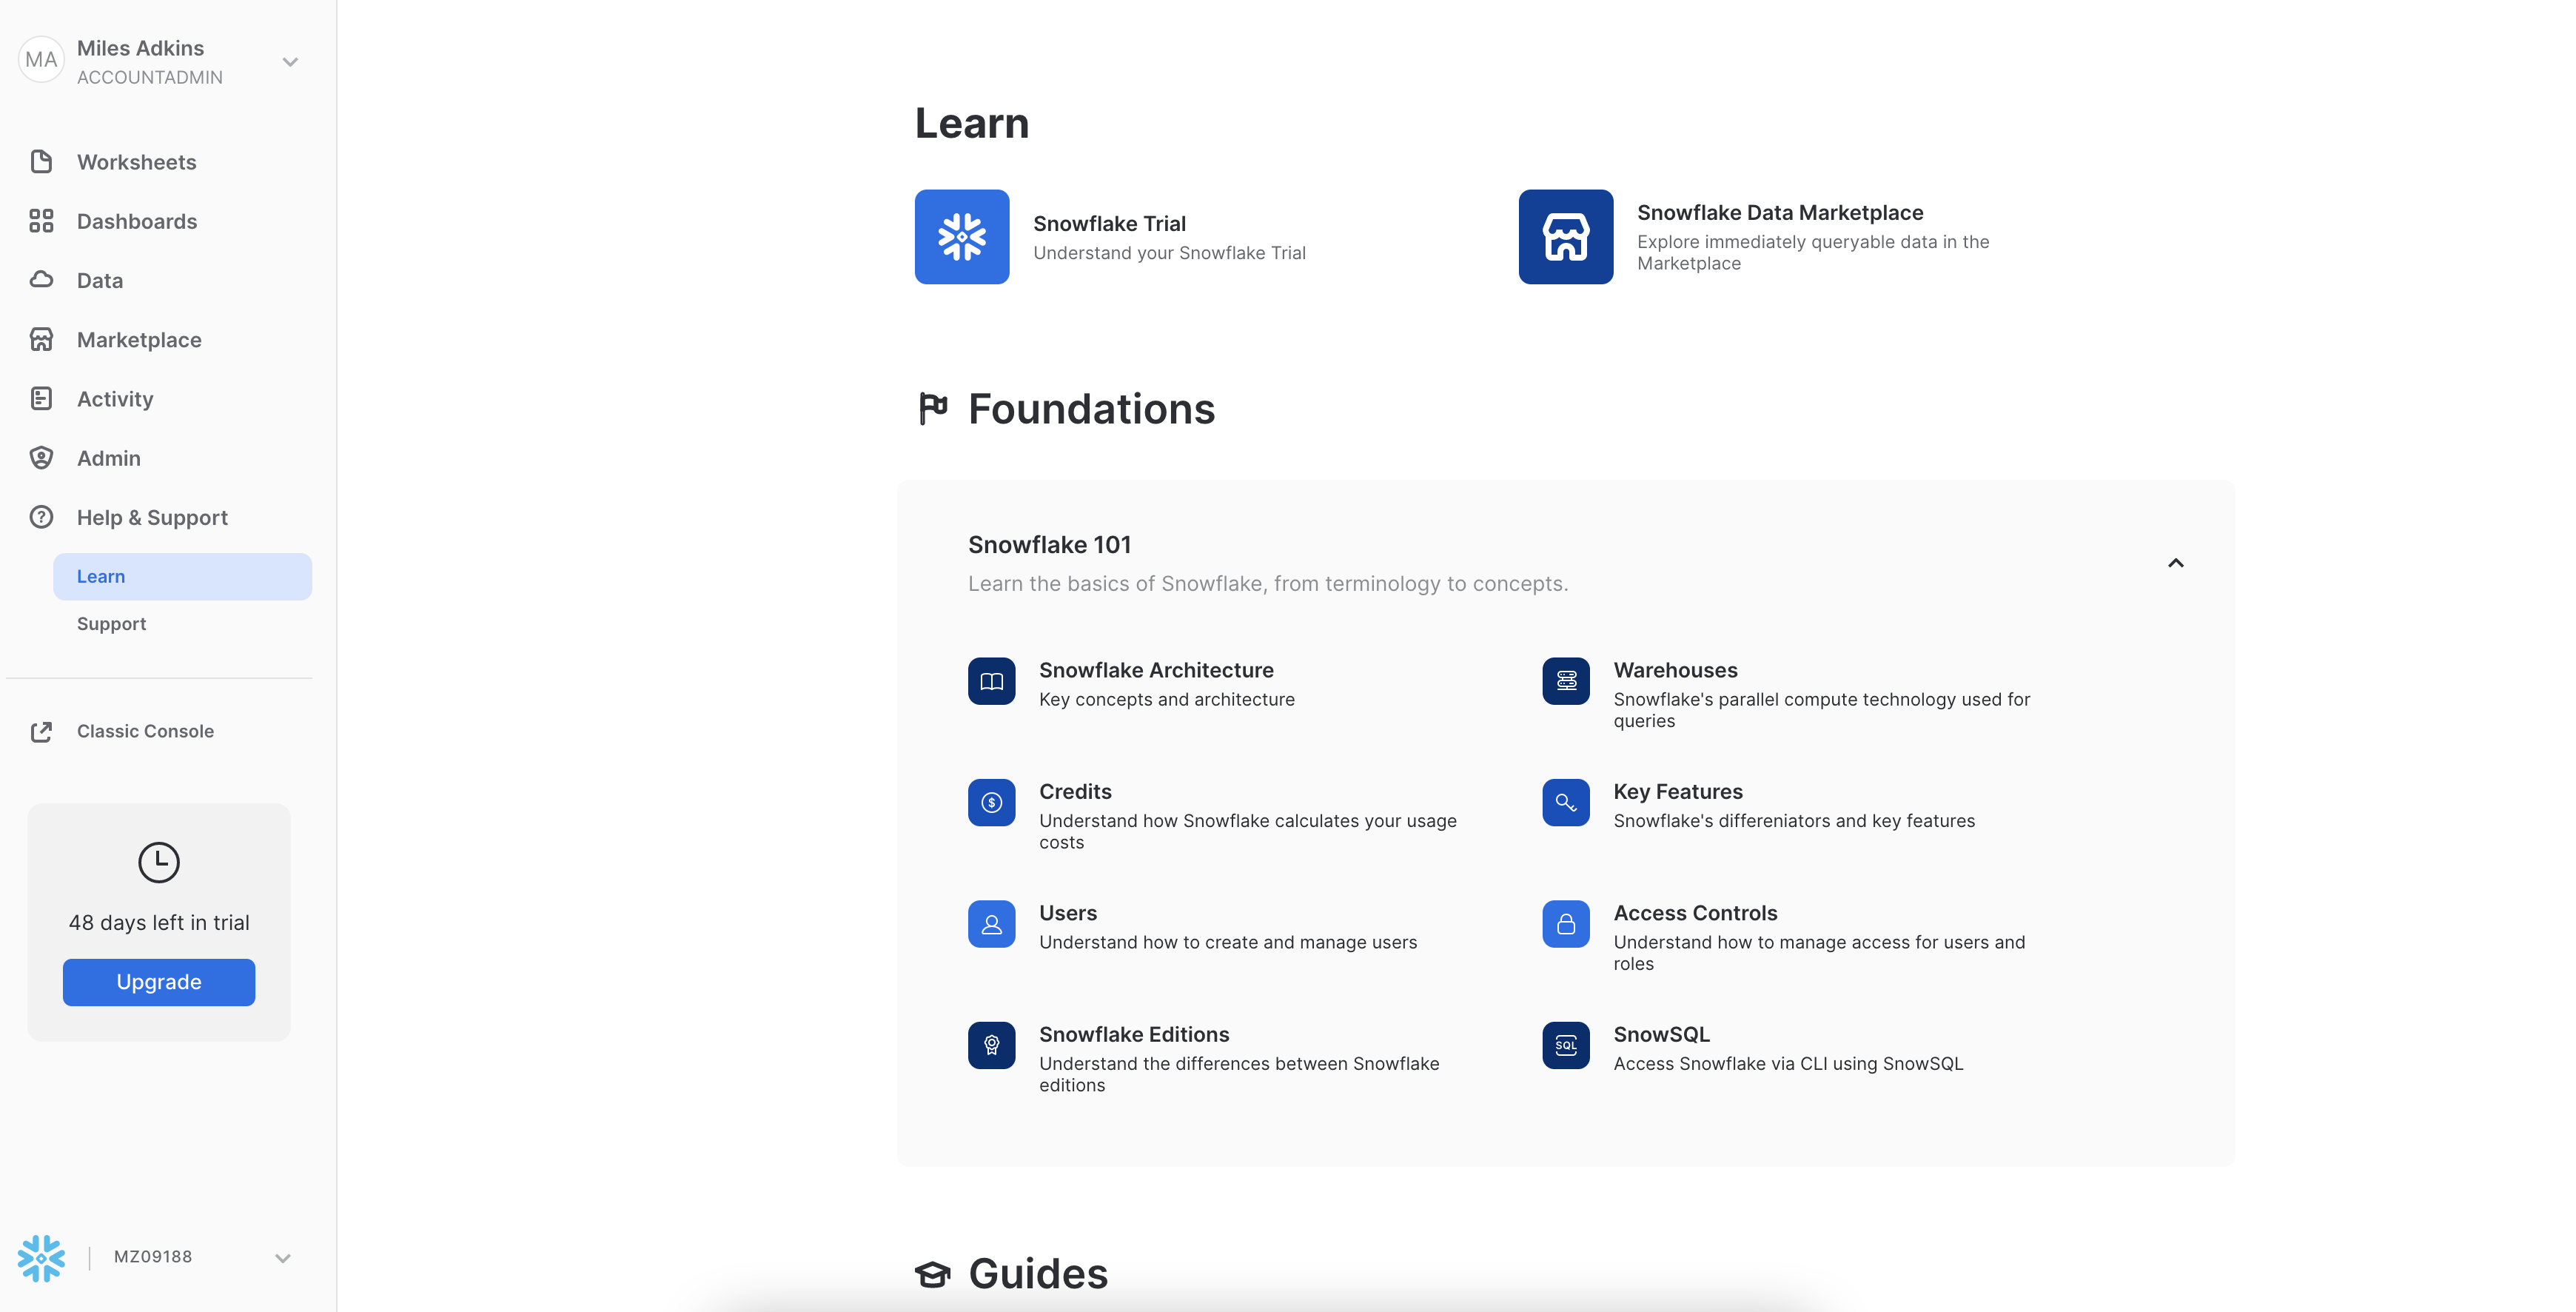 MA
Miles Adkins
ACCOUNTADMIN
Worksheets
Dashboards
Data
Marketplace
Activity
Admin
Help & Support
Learn
Support
Classic Console
48 days left in trial
Upgrade
MZ09188
Learn
Snowflake Trial
Understand your Snowflake Trial
Snowflake Data Marketplace
Explore immediately queryable data in the
Marketplace
Foundations
Snowflake 101
Learn the basics of Snowflake, from terminology to concepts.
Snowflake Architecture
Key concepts and architecture
Warehouses
Snowflake's parallel compute technology used for
queries
Credits
Understand how Snowflake calculates your usage
costs
Key Features
Snowflake's differeniators and key features
Users
Understand how to create and manage users
Access Controls
Understand how to manage access for users and
roles
Snowflake Editions
Understand the differences between Snowflake
editions
SQL
SnowSQL
Access Snowflake via CLI using SnowSQL
Guides